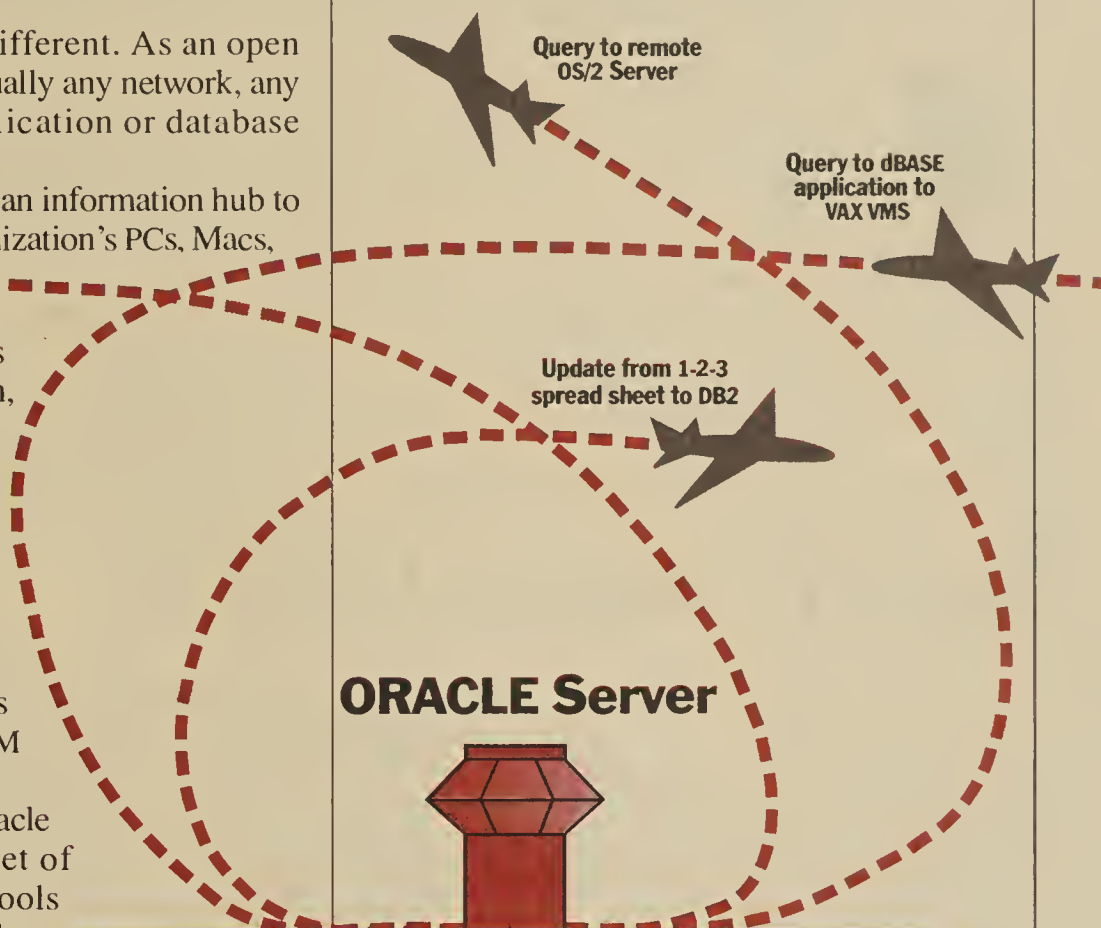 ifferent. As an open
ually any network, any
lication or database
an information hub to
ization's PCs, Macs,
s
n,
s
M
acle
et of
ools
Query to remote
OS/2 Server
Query to dBASE
application to
VAX VMS
Update from 1-2-3
spread sheet to DB2
ORACLE Server